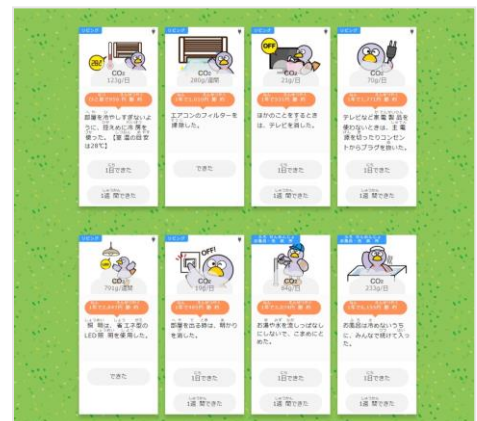 リビング
CO₂
123g/日
部屋を冷やしすぎないよ
うに、控えめに冷房を
使った。【室温の目安
は28℃】
1日できた
1週間できた
リビング
CO₂
280g/週間
エアコンのフィルターを
掃除した。
できた
リビング
OFF
CO₂
21g/日
ほかのことをするとき
は、テレビを消した。
1日できた
1週間できた
リビング
CO₂
70g/日
テレビなど家電製品を
使わないときは、主電
源を切ったりコンセン
トからプラグを抜いた。
1日できた
1週間できた
リビング
CO₂
791g/週間
照明は、省エネ型の
LED照明を使用した。
できた
リビング
OFF!
CO₂
19g/日
部屋を出る時は、明かり
を消した。
1日できた
1週間できた
CO₂
64g/日
お湯や水を流しっぱなし
にしないで、こまめにと
めた。
1日できた
1週間できた
CO₂
233g/日
お風呂は冷めないうち
に、みんなで続けて入っ
た。
1日できた
1週間できた